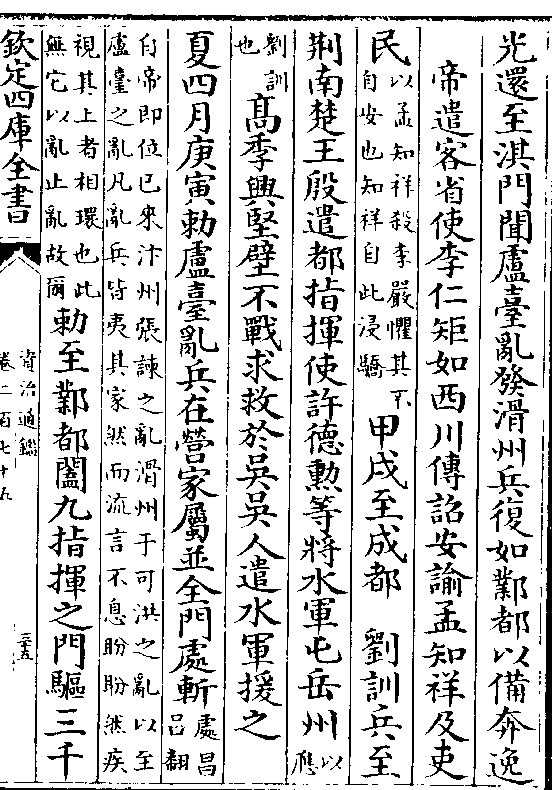 光還至淇門聞盧臺亂發滑州兵復如鄴都以備奔逸
帝遣客省使李仁矩如西川傳詔安諭孟知祥及吏
民以孟知祥殺李嚴懼其不自安也知祥自此浸驕甲戌至成都　劉訓兵至
荆南楚王殷遣都指揮使許德勲等將水軍屯岳州以應
劉訓也高季興堅壁不戰求救於吳吳人遣水軍援之
夏四月庚寅勅盧臺亂兵在營家屬並全門處斬處昌吕翻
自帝即位已來汴州張諫之亂滑州于可洪之亂以至
盧臺之亂凡亂兵皆夷其家然而流言不息盼盼然疾
視其上者相環也此無它以亂止亂故爾勅至鄴都闔九指揮之門驅三千
欽定四庫全書
資治通鑑
卷二百七十五
三十五